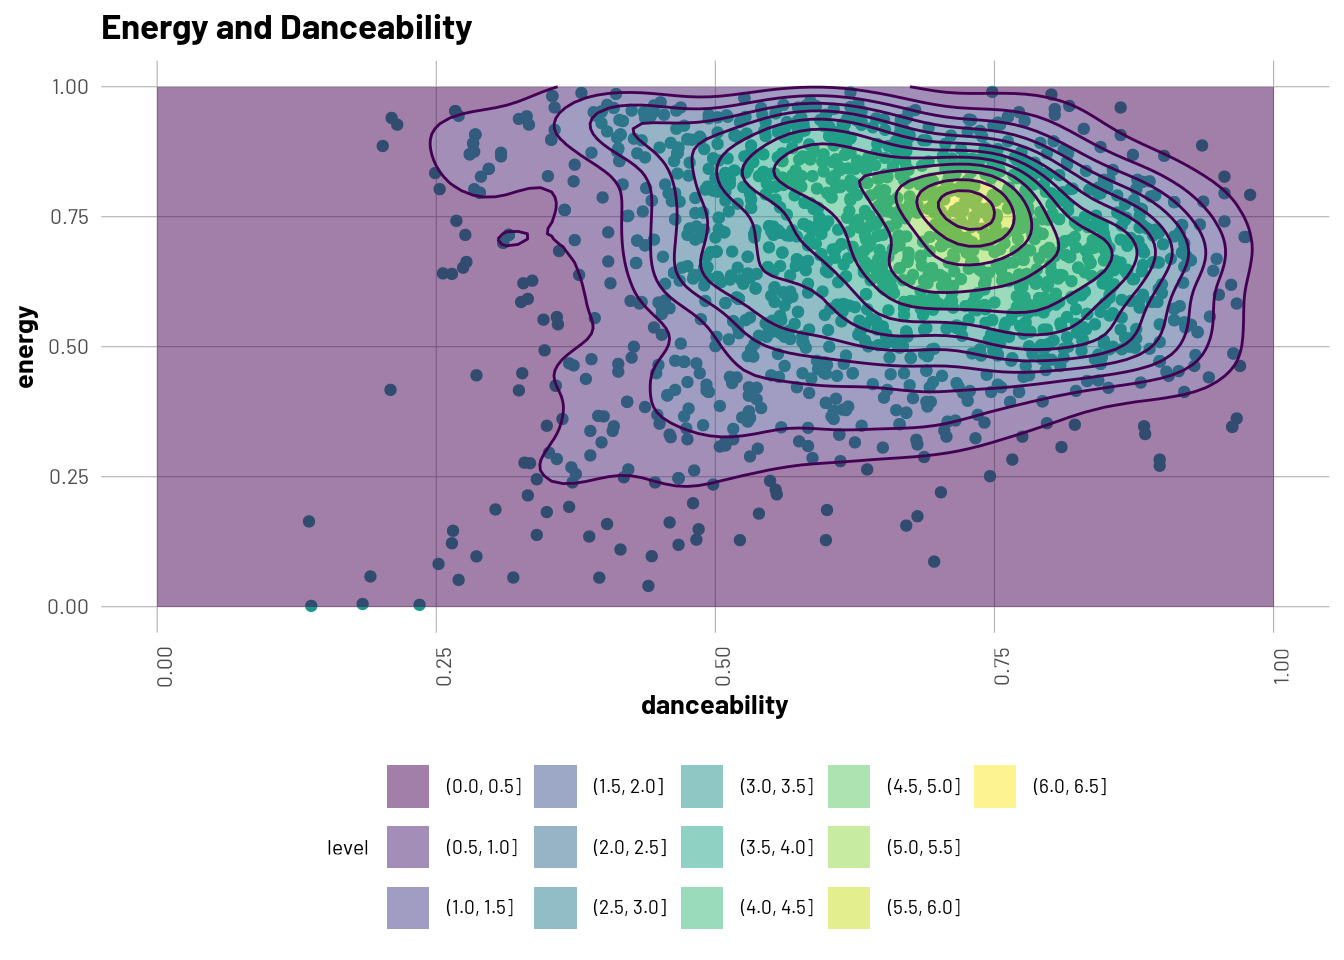 Energy and Danceability
1.00
0.75
0.50
0.25
0.00
energy
0.00 0.25 0.50 0.75 1.00
danceability
level
(0.0, 0.5] (1.5, 2.0] (3.0, 3.5] (4.5, 5.0] (6.0, 6.5]
(0.5, 1.0] (2.0, 2.5] (3.5, 4.0] (5.0, 5.5]
(1.0, 1.5] (2.5, 3.0] (4.0, 4.5] (5.5, 6.0]